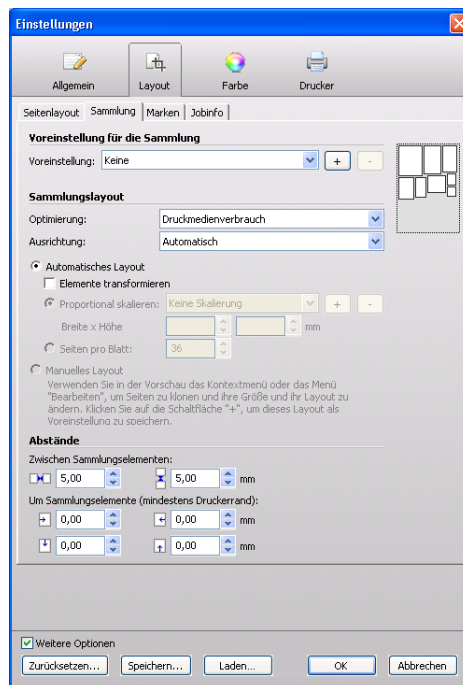 Einstellungen
Allgemein Layout Farbe Drucker
Seitenlayout Sammlung Marken Jobinfo
Voreinstellung für die Sammlung
Voreinstellung: Keine + -
Sammlungslayout
Optimierung: Druckmedienverbrauch
Ausrichtung: Automatisch
Automatisches Layout
Elemente transformieren
Proportional skalieren: Keine Skalierung + -
Breite x Höhe mm
Seiten pro Blatt: 36
Manuelles Layout
Verwenden Sie in der Vorschau das Kontextmenü oder das Menü
"Bearbeiten", um Seiten zu klonen und ihre Größe und ihr Layout zu
ändern. Klicken Sie auf die Schaltfläche "+", um dieses Layout als
Voreinstellung zu speichern.
Abstände
Zwischen Sammlungselementen:
5,00 5,00 mm
Um Sammlungselemente (mindestens Druckerrand):
0,00 0,00 mm
0,00 0,00 mm
Weitere Optionen
Zurücksetzen... Speichern... Laden... OK Abbrechen